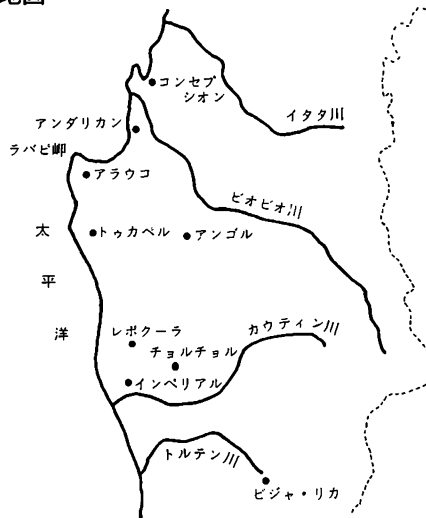 地図
コンセプ
シオン
イタタ川
アンダリカン
ラバピ岬
アラウコ
ビオビオ川
太平洋
トゥカペル
アンゴル
カウティン川
レポクーラ
チョルチョル
インペリアル
トルテン川
ビジャ・リカ